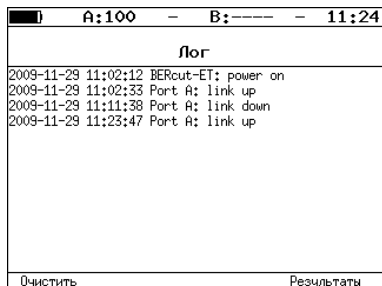 A:100 – B:---- – 11:24
Лог
2009-11-29 11:02:12 BERcut-ET: power on
2009-11-29 11:02:33 Port A: link up
2009-11-29 11:11:38 Port A: link down
2009-11-29 11:23:47 Port A: link up
Очистить Результаты